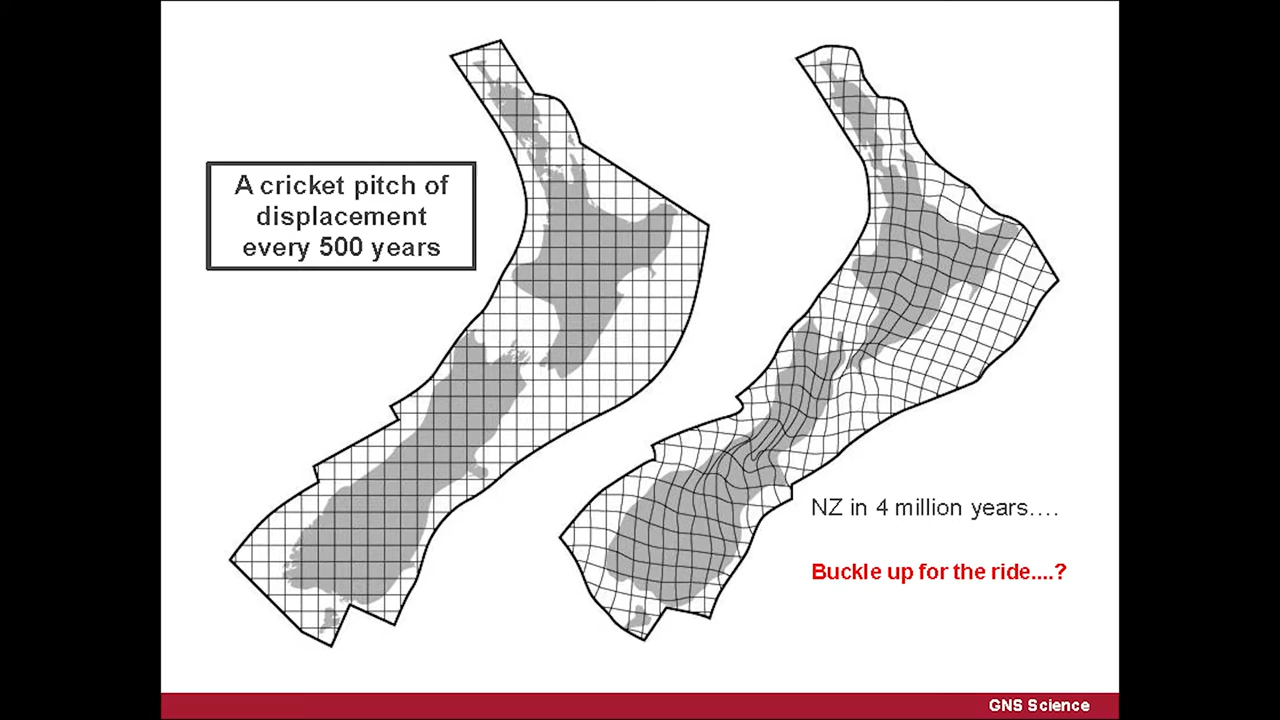 A cricket pitch of
displacement
every 500 years
NZ in 4 million years….
Buckle up for the ride....?
GNS Science